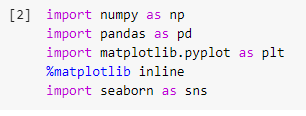 [2] import numpy as np
import pandas as pd
import matplotlib.pyplot as plt
%matplotlib inline
import seaborn as sns